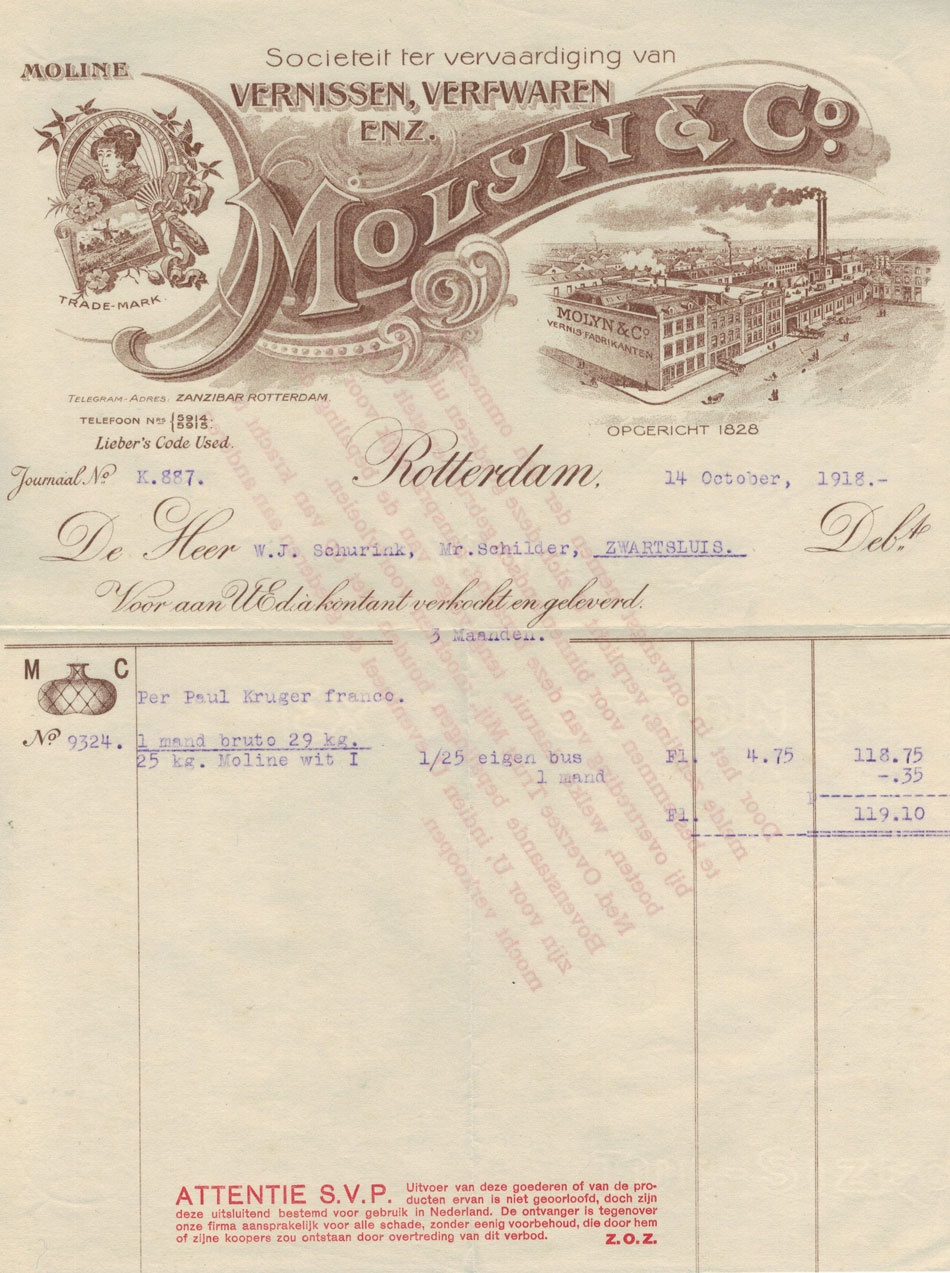 MOLINE
Societeit ter vervaardiging van
VERNISSEN, VERFWAREN
ENZ.
MOLYN & Co.
TRADE-MARK.
MOLYN & Co
VERNIS-FABRIKANTEN
TELEGRAM-ADRES. ZANZIBAR ROTTERDAM.
TELEFOON Nos {5914.
5915.
Lieber's Code Used.
OPGERICHT 1828
Journaal No K.887. Rotterdam, 14 October, 1918.-
De Heer W.J. Schurink, Mr.Schilder, ZWARTSLUIS. Debt
Voor aan UEd à kontant verkocht en geleverd.
3 Maanden.
M C
Per Paul Kruger franco.
No 9324. 1 mand bruto 29 kg.
25 kg. Moline wit I 1/25 eigen bus Fl. 4.75 118.75
1 mand -.35
Fl. 119.10
ATTENTIE S.V.P. Uitvoer van deze goederen of van de pro-
ducten ervan is niet geoorloofd, doch zijn
deze uitsluitend bestemd voor gebruik in Nederland. De ontvanger is tegenover
onze firma aansprakelijk voor alle schade, zonder eenig voorbehoud, die door hem
of zijne koopers zou ontstaan door overtreding van dit verbod. Z.O.Z.